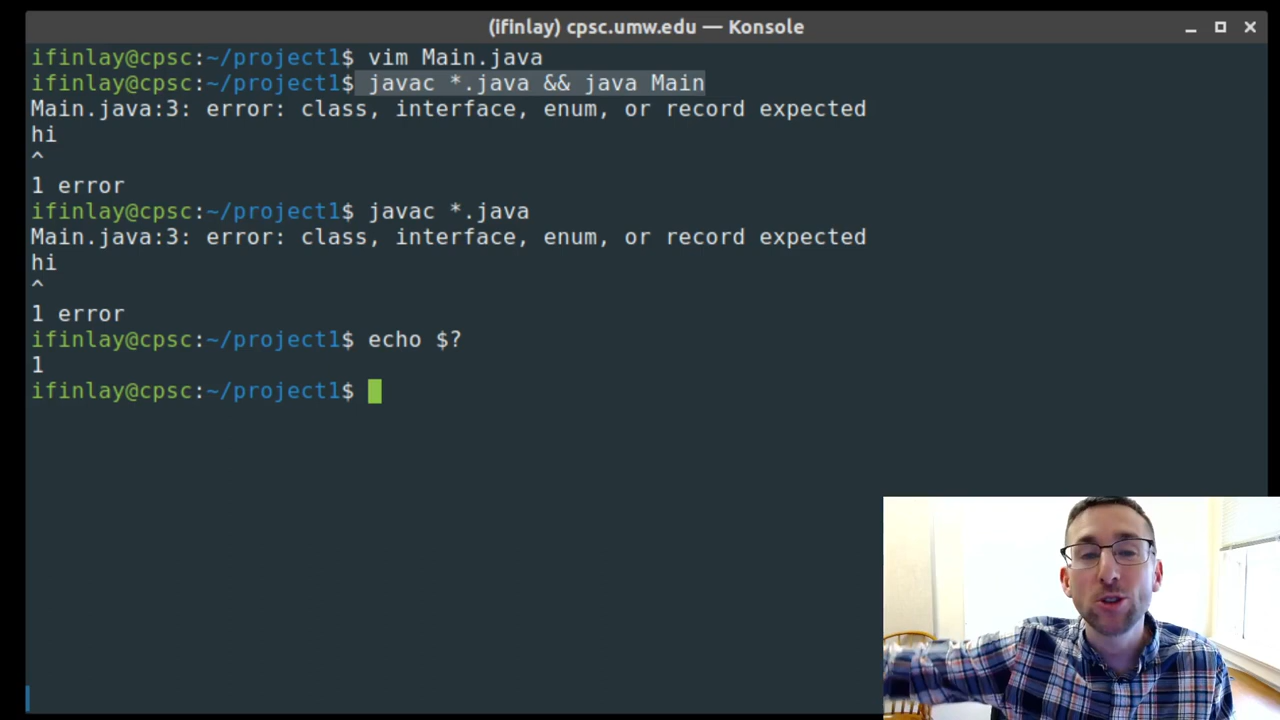 (ifinlay) cpsc.umw.edu — Konsole
ifinlay@cpsc:~/project1$ vim Main.java
ifinlay@cpsc:~/project1$ javac *.java && java Main
Main.java:3: error: class, interface, enum, or record expected
hi
^
1 error
ifinlay@cpsc:~/project1$ javac *.java
Main.java:3: error: class, interface, enum, or record expected
hi
^
1 error
ifinlay@cpsc:~/project1$ echo $?
1
ifinlay@cpsc:~/project1$